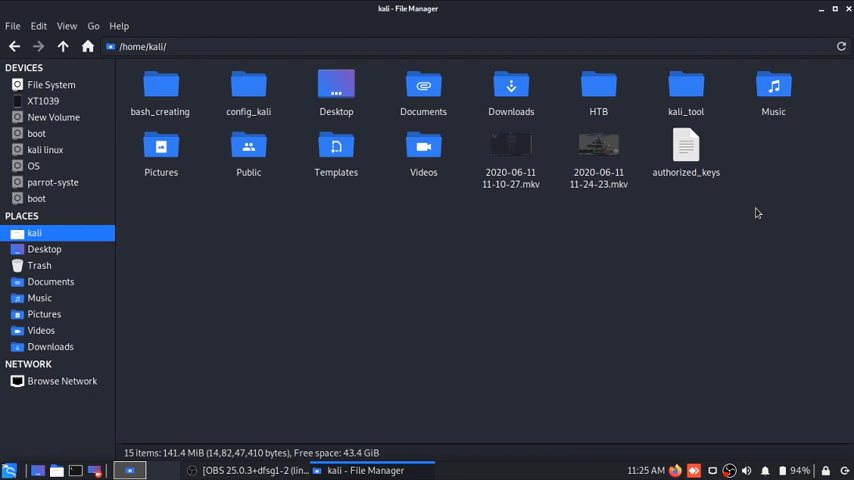 kali - File Manager
File Edit View Go Help
/home/kali/
DEVICES
File System
XT1039
New Volume
boot
kali linux
OS
parrot-syste
boot
PLACES
kali
Desktop
Trash
Documents
Music
Pictures
Videos
Downloads
NETWORK
Browse Network
bash_creating config_kali Desktop Documents Downloads HTB kali_tool Music
Pictures Public Templates Videos 2020-06-11 2020-06-11 authorized_keys
11-10-27.mkv 11-24-23.mkv
15 items: 141.4 MiB (14,82,47,410 bytes), Free space: 43.4 GiB
[OBS 25.0.3+dfsg1-2 (lin... kali - File Manager 11:25 AM 94%